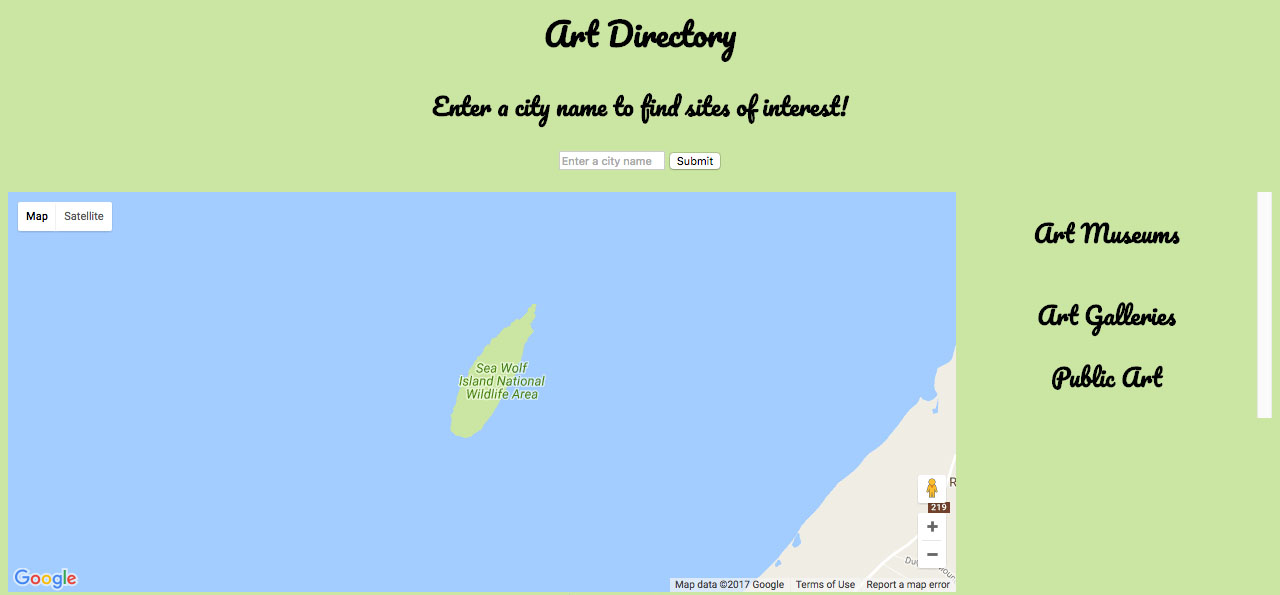 Art Directory
Enter a city name to find sites of interest!
Enter a city name Submit
Map Satellite
Art Museums
Art Galleries
Public Art
Sea Wolf
Island National
Wildlife Area
219
Google
Map data ©2017 Google Terms of Use Report a map error